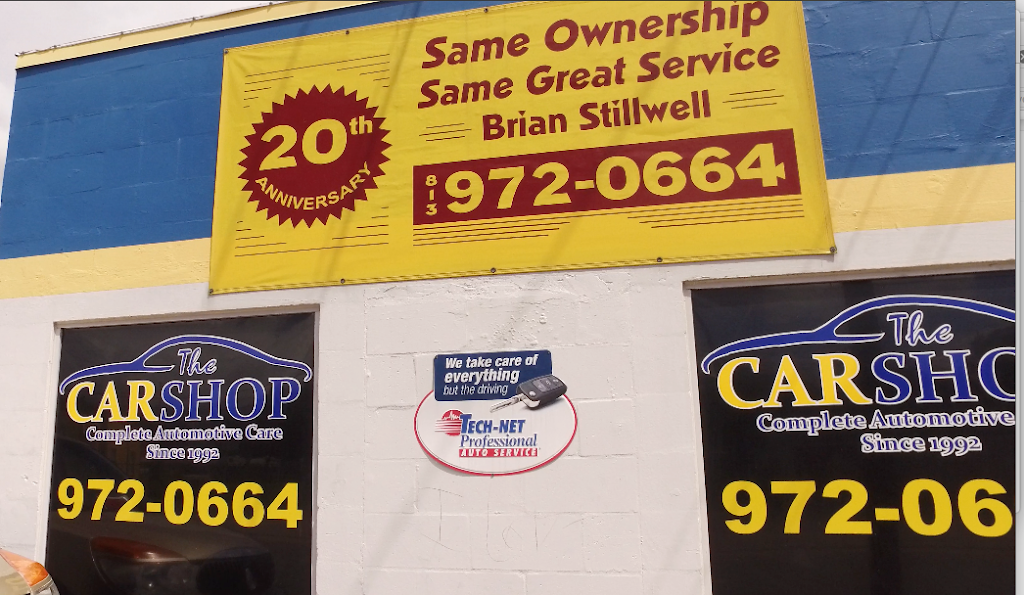 Same Ownership
Same Great Service
Brian Stillwell
20th
ANNIVERSARY
813 972-0664
The
CARSHOP
Complete Automotive Care
Since 1992
972-0664
We take care of
everything
but the driving
TECH-NET
Professional
AUTO SERVICE
The
CARSHO
Complete Automotive
Since 1992
972-06